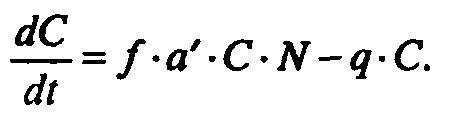 dC/dt = f·a′·C·N − q·C.